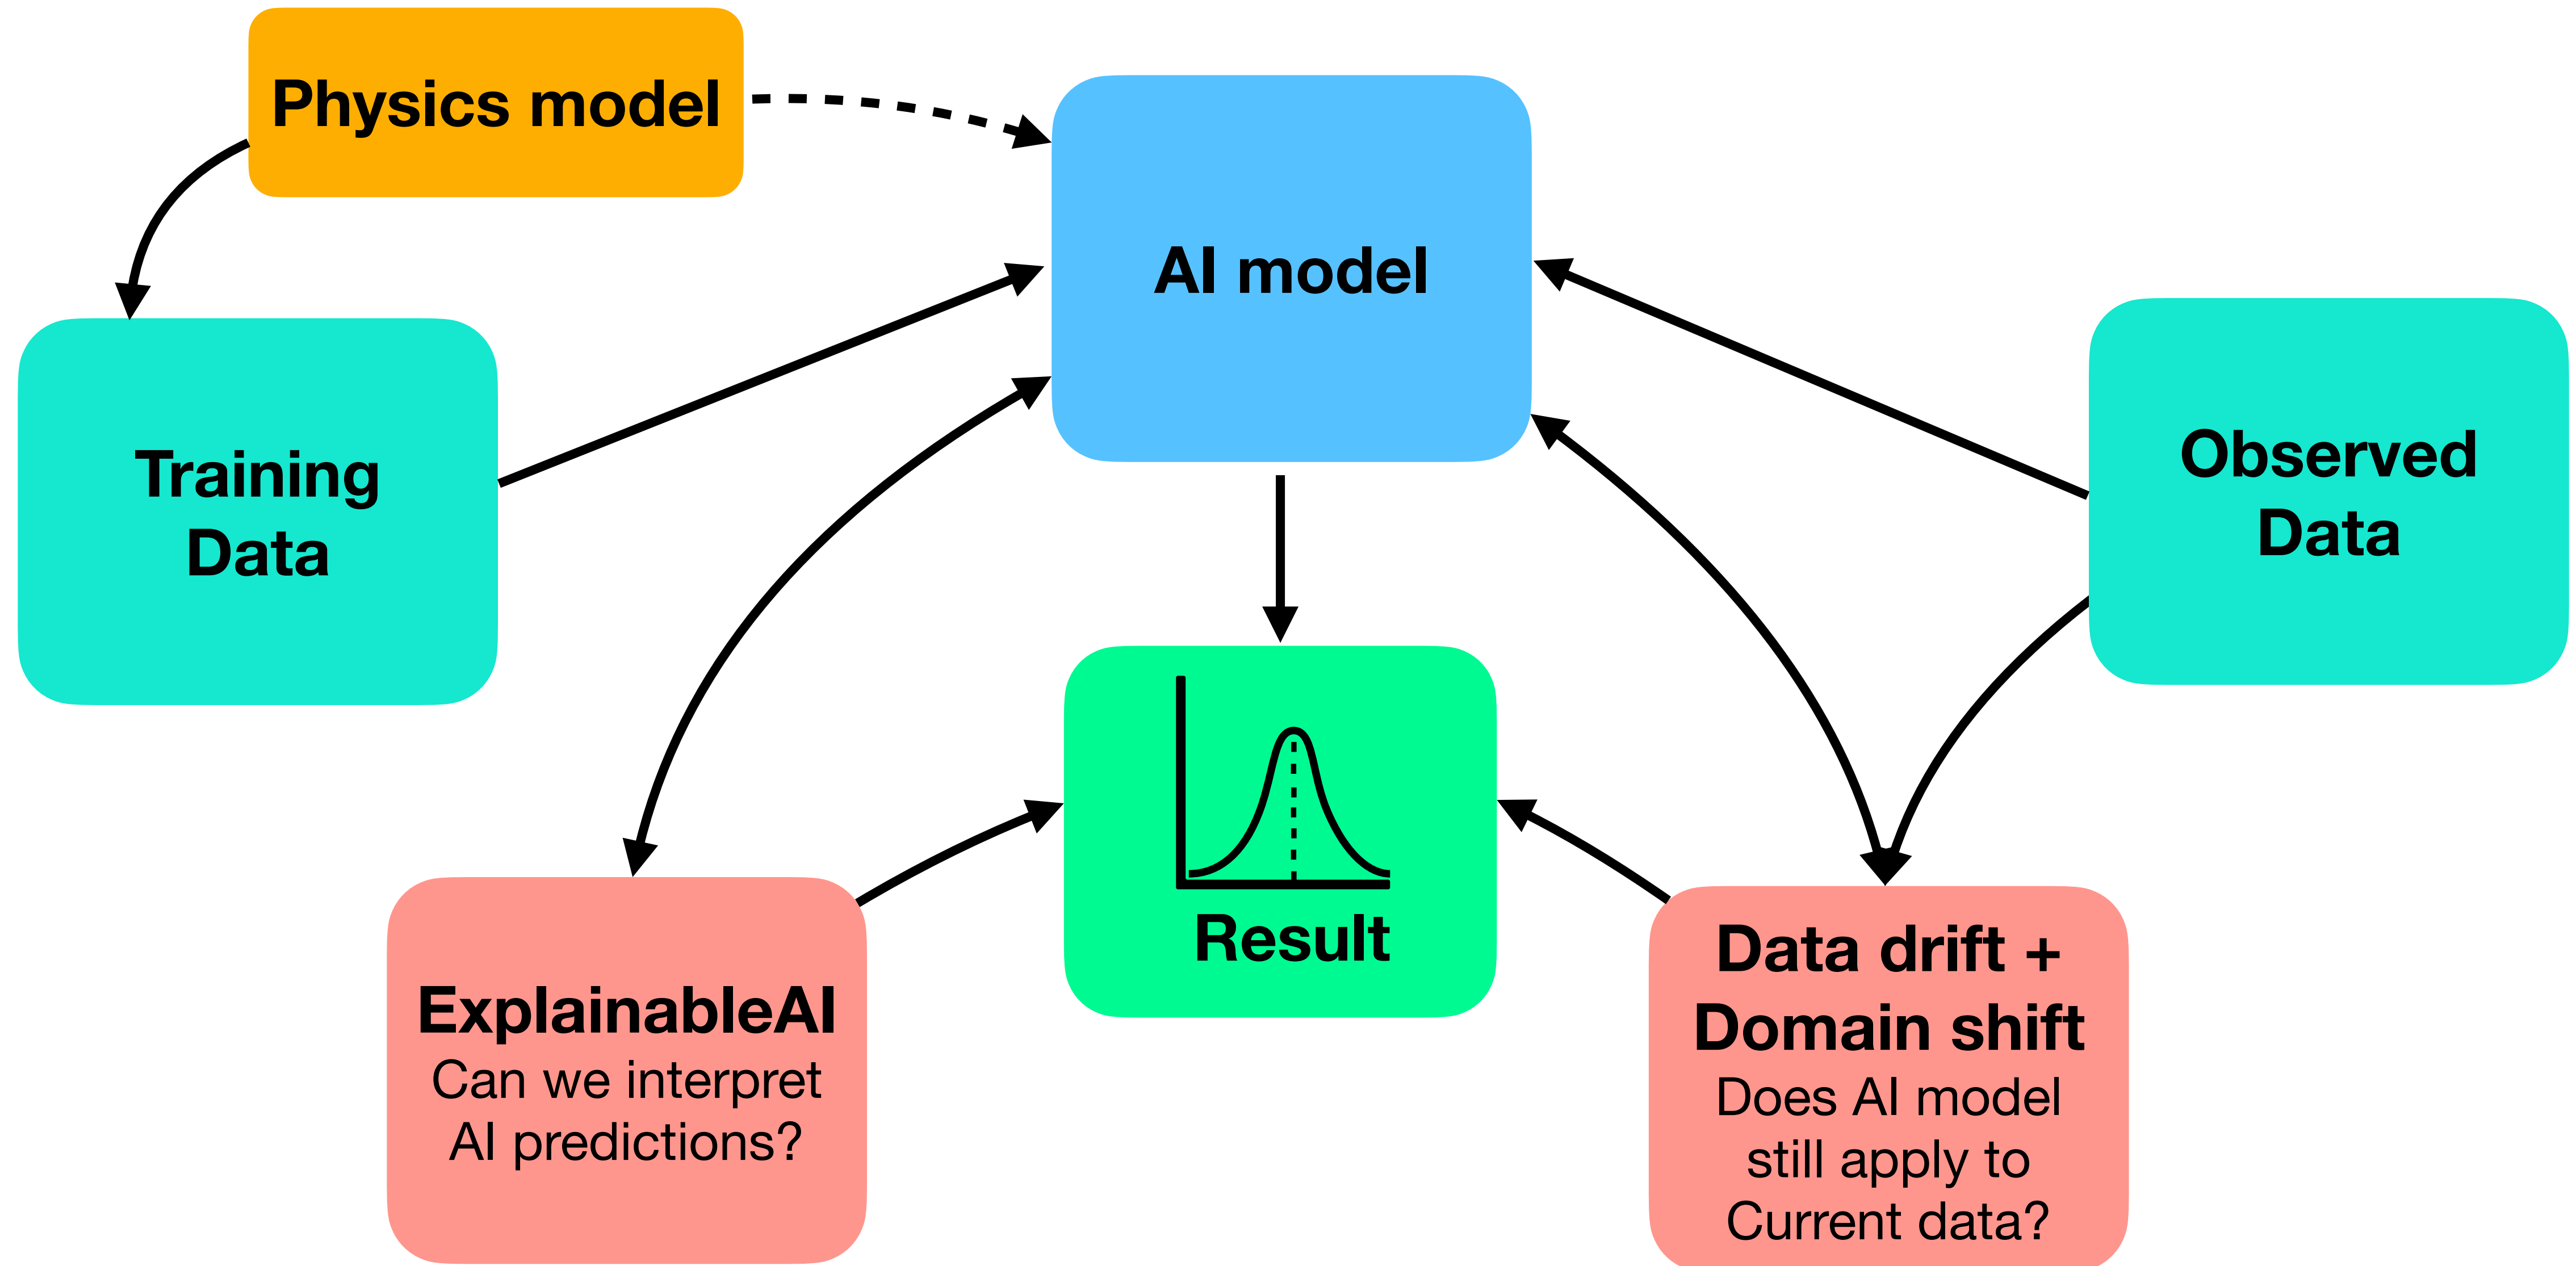 Physics model
AI model
Training
Data
Observed
Data
Result
ExplainableAI
Can we interpret
AI predictions?
Data drift +
Domain shift
Does AI model
still apply to
Current data?